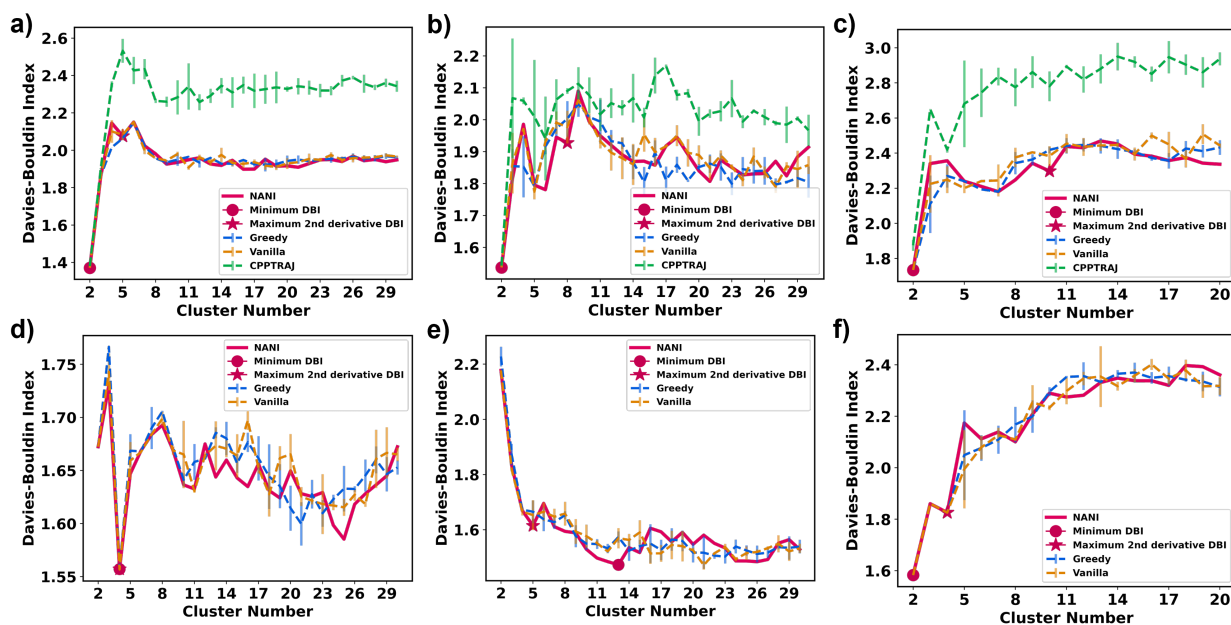 a)
Davies-Bouldin Index
2.6
2.4
2.2
2.0
1.8
1.6
1.4
NANI
Minimum DBI
Maximum 2nd derivative DBI
Greedy
Vanilla
CPPTRAJ
2 5 8 11 14 17 20 23 26 29
Cluster Number
b)
Davies-Bouldin Index
2.2
2.1
2.0
1.9
1.8
1.7
1.6
1.5
NANI
Minimum DBI
Maximum 2nd derivative DBI
Greedy
Vanilla
CPPTRAJ
2 5 8 11 14 17 20 23 26 29
Cluster Number
c)
Davies-Bouldin Index
3.0
2.8
2.6
2.4
2.2
2.0
1.8
1.6
NANI
Minimum DBI
Maximum 2nd derivative DBI
Greedy
Vanilla
CPPTRAJ
2 5 8 11 14 17 20
Cluster Number
d)
Davies-Bouldin Index
1.75
1.70
1.65
1.60
1.55
NANI
Minimum DBI
Maximum 2nd derivative DBI
Greedy
Vanilla
2 5 8 11 14 17 20 23 26 29
Cluster Number
e)
Davies-Bouldin Index
2.2
2.1
2.0
1.8
1.7
1.6
1.5
NANI
Minimum DBI
Maximum 2nd derivative DBI
Greedy
Vanilla
2 5 8 11 14 17 20 23 26 29
Cluster Number
f)
Davies-Bouldin Index
2.4
2.2
2.0
1.8
1.6
NANI
Minimum DBI
Maximum 2nd derivative DBI
Greedy
Vanilla
2 5 8 11 14 17 20
Cluster Number